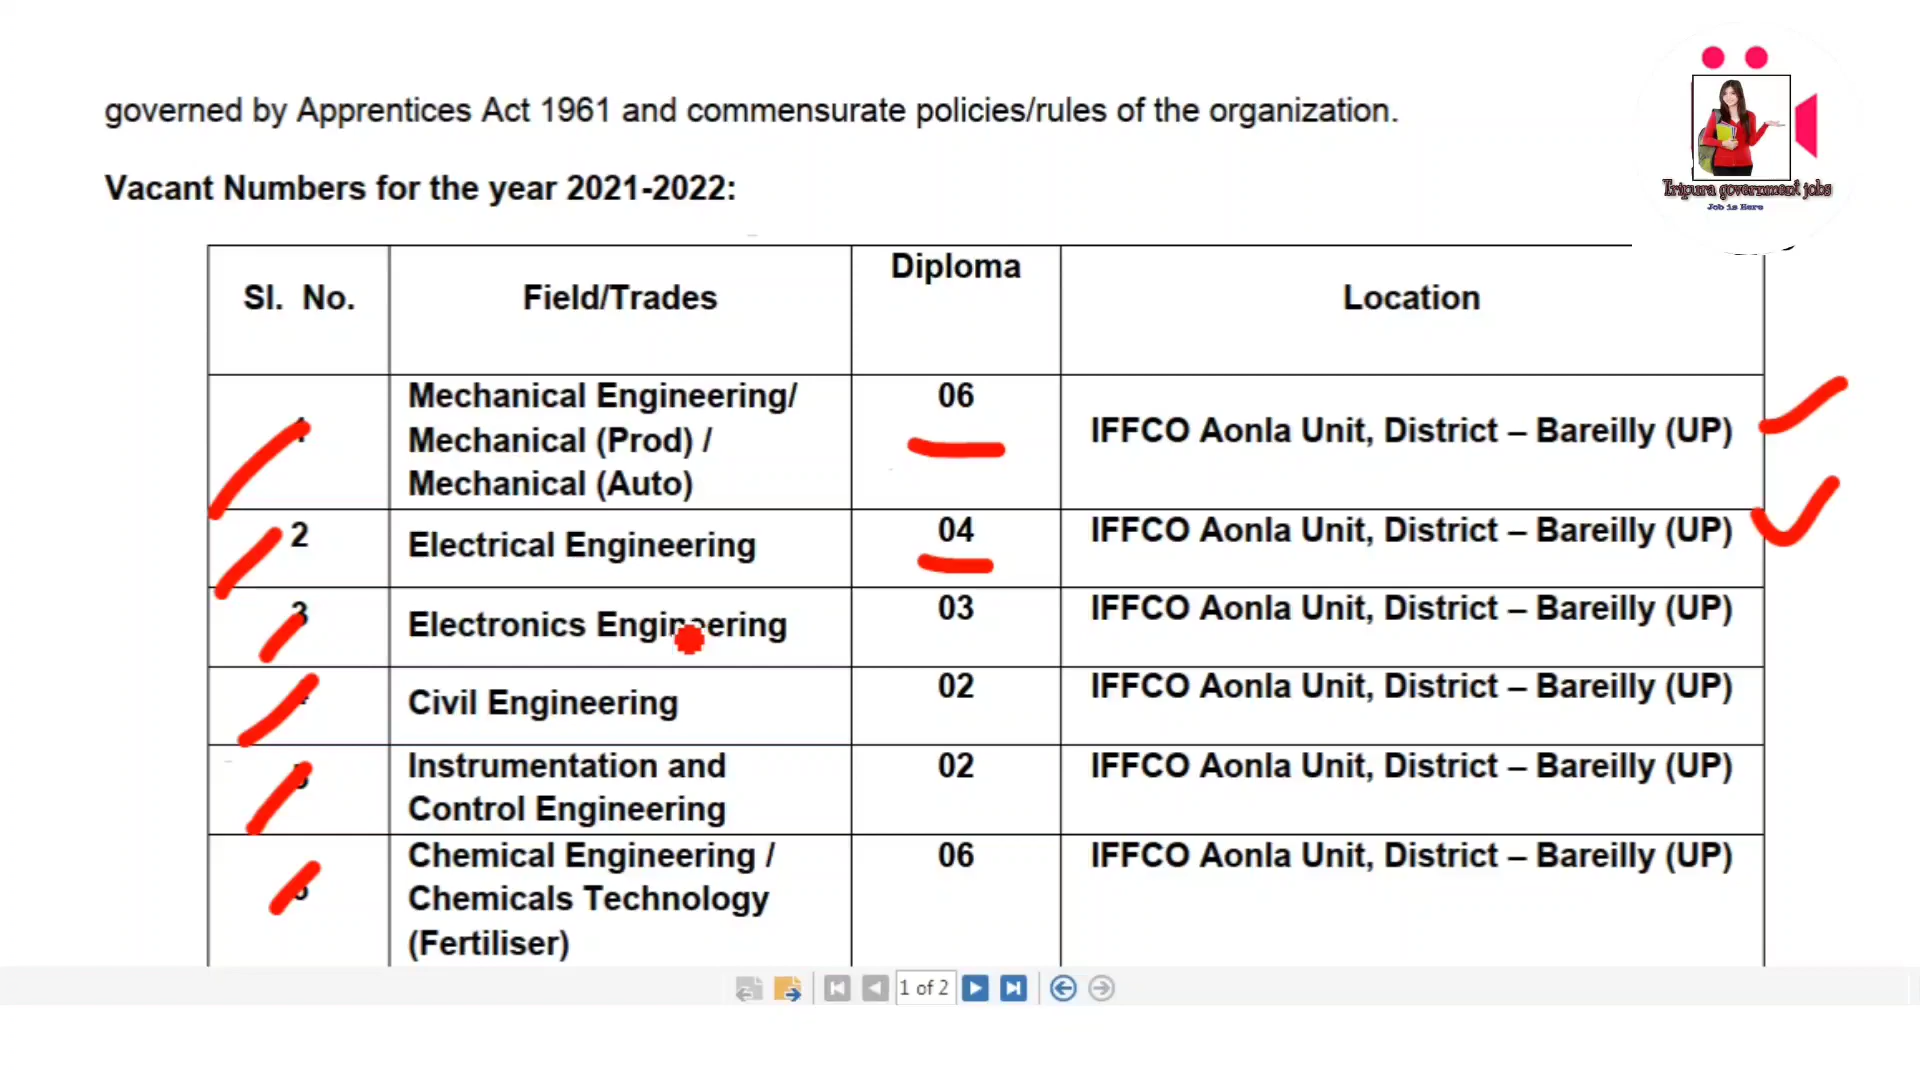 governed by Apprentices Act 1961 and commensurate policies/rules of the organization.
Tripura government jobs
Job is Here
Vacant Numbers for the year 2021-2022:
Sl. No.
Field/Trades
Diploma
Location
Mechanical Engineering/
Mechanical (Prod) /
Mechanical (Auto)
06
IFFCO Aonla Unit, District – Bareilly (UP)
2
Electrical Engineering
04
IFFCO Aonla Unit, District – Bareilly (UP)
3
Electronics Engineering
03
IFFCO Aonla Unit, District – Bareilly (UP)
Civil Engineering
02
IFFCO Aonla Unit, District – Bareilly (UP)
Instrumentation and
Control Engineering
02
IFFCO Aonla Unit, District – Bareilly (UP)
Chemical Engineering /
Chemicals Technology
(Fertiliser)
06
IFFCO Aonla Unit, District – Bareilly (UP)
1 of 2